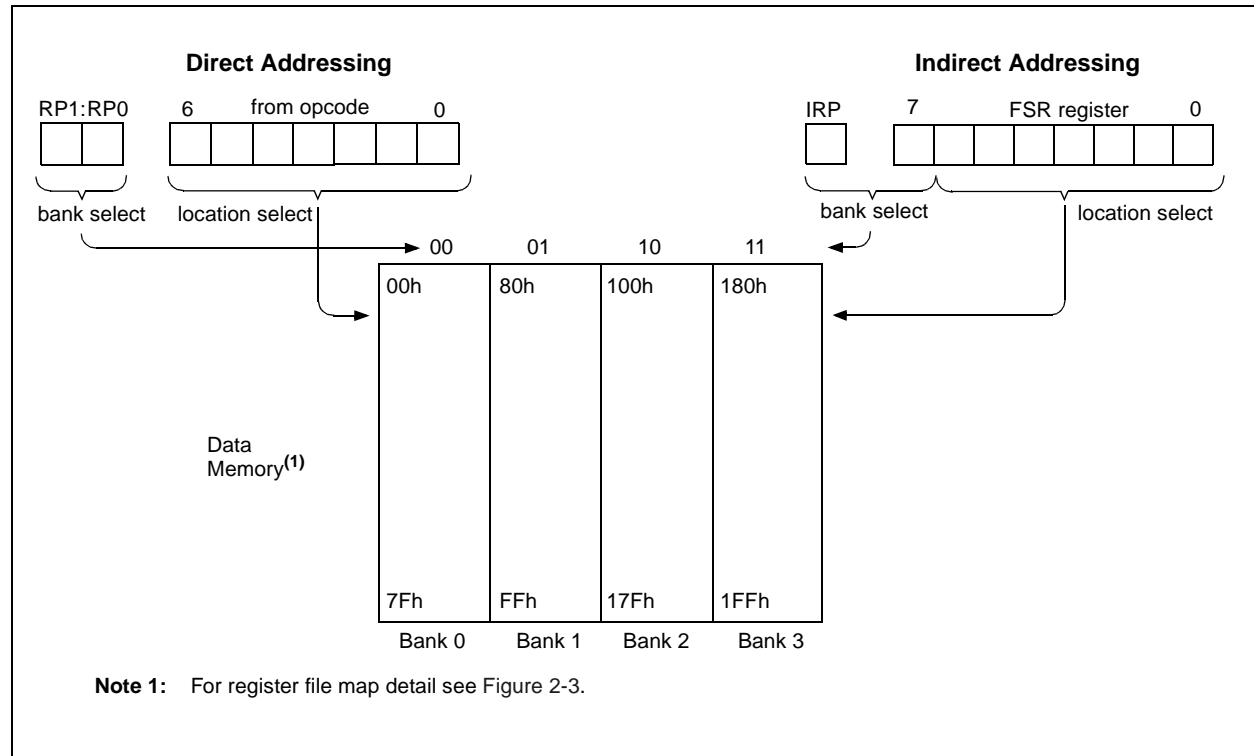 Direct Addressing
Indirect Addressing
RP1:RP0
6 from opcode 0
IRP
7 FSR register 0
bank select
location select
bank select
location select
00 01 10 11
00h 80h 100h 180h
Data
Memory(1)
7Fh FFh 17Fh 1FFh
Bank 0 Bank 1 Bank 2 Bank 3
Note 1: For register file map detail see Figure 2-3.